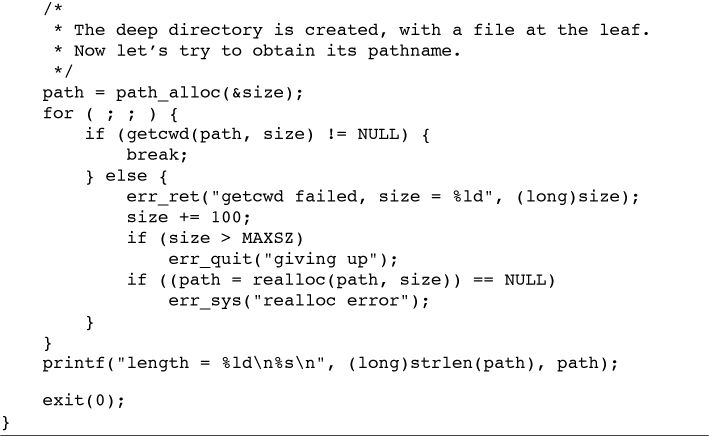 /*
     * The deep directory is created, with a file at the leaf.
     * Now let’s try to obtain its pathname.
     */
    path = path_alloc(&size);
    for ( ; ; ) {
        if (getcwd(path, size) != NULL) {
            break;
        } else {
            err_ret("getcwd failed, size = %ld", (long)size);
            size += 100;
            if (size > MAXSZ)
                err_quit("giving up");
            if ((path = realloc(path, size)) == NULL)
                err_sys("realloc error");
        }
    }
    printf("length = %ld\n%s\n", (long)strlen(path), path);

    exit(0);
}